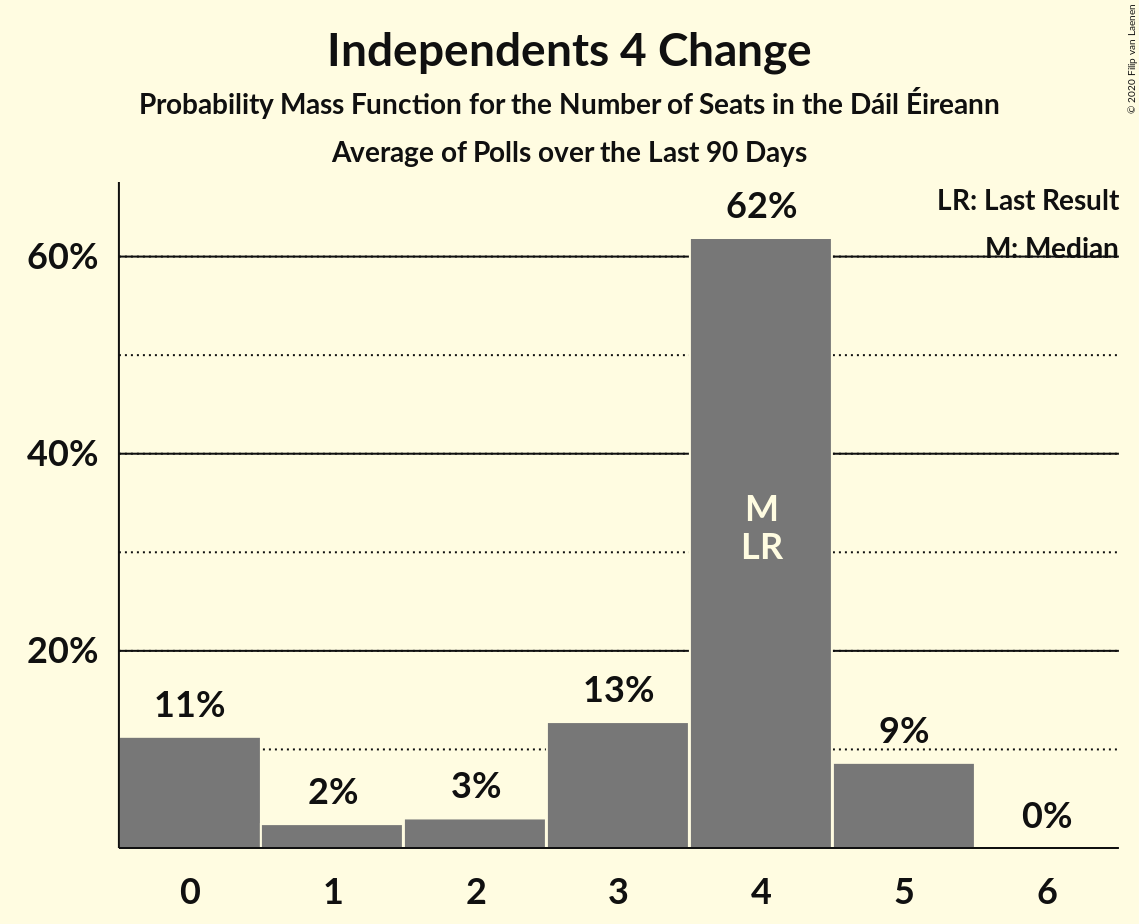 Independents 4 Change
Probability Mass Function for the Number of Seats in the Dáil Éireann
Average of Polls over the Last 90 Days
© 2020 Filip van Laenen
LR: Last Result
M: Median
62%
60%
40%
M
LR
20%
13%
11%
9%
3%
2%
0%
0 1 2 3 4 5 6